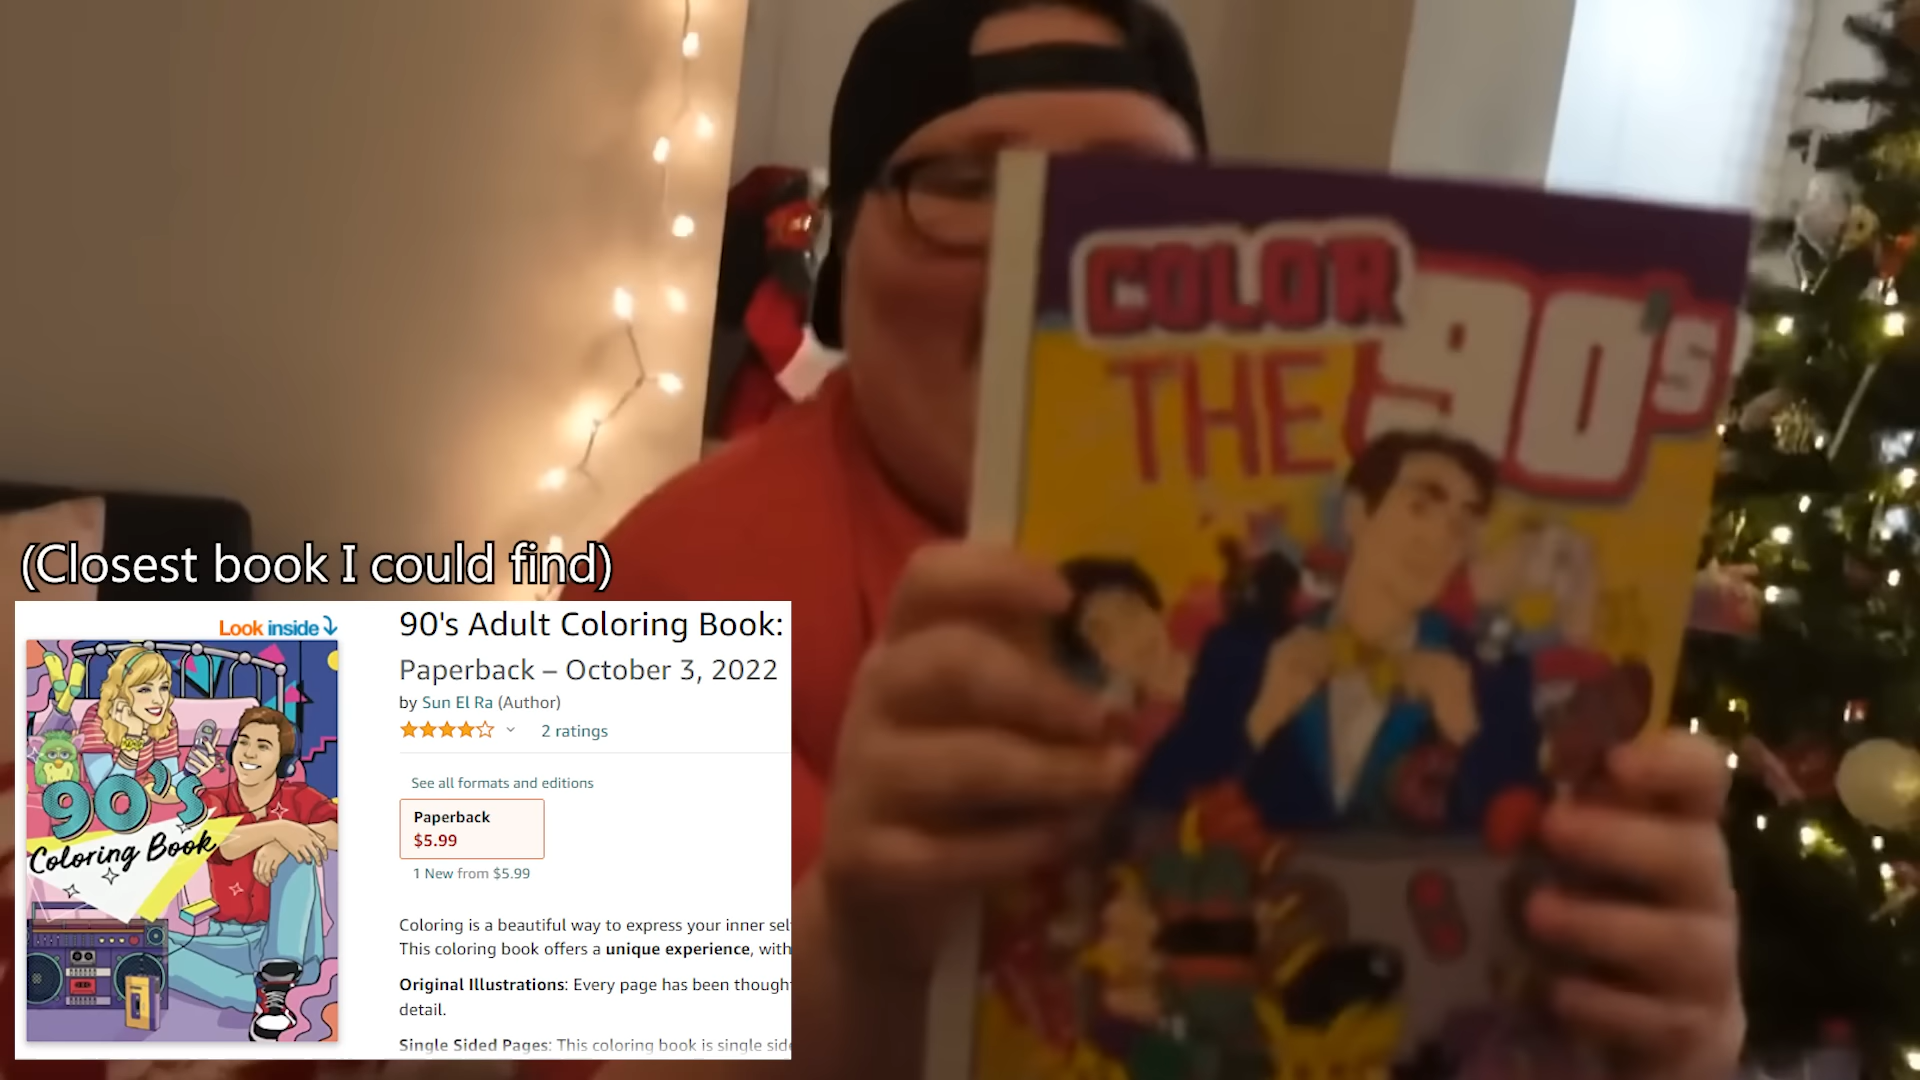 COLOR
THE 90's
(Closest book I could find)
Look inside
90's Adult Coloring Book:
Paperback – October 3, 2022
by Sun El Ra (Author)
2 ratings
See all formats and editions
Paperback
$5.99
1 New from $5.99
Coloring is a beautiful way to express your inner sel
This coloring book offers a unique experience, with
Original Illustrations: Every page has been though
detail.
Single Sided Pages: This coloring book is single sid
90's
Coloring Book